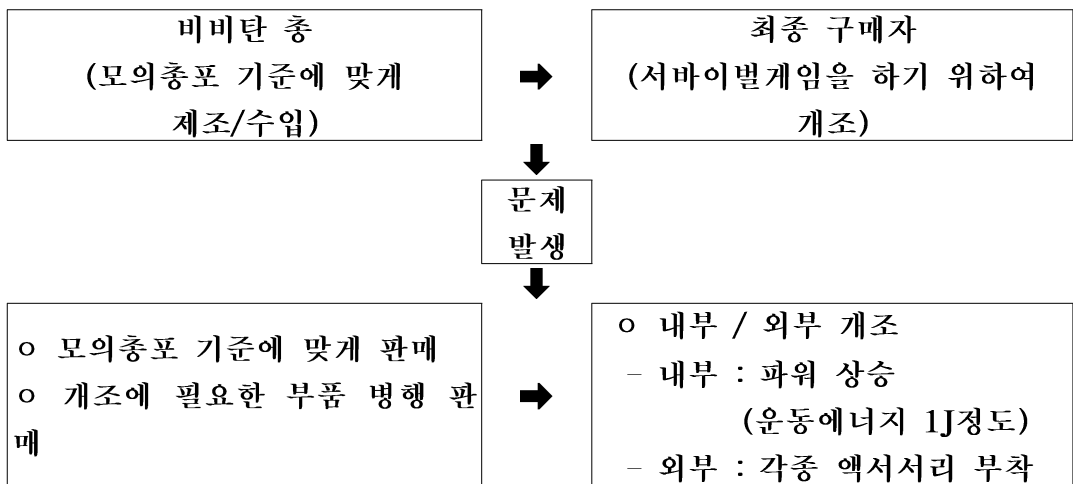 비비탄 총
(모의총포 기준에 맞게
제조/수입)
최종 구매자
(서바이벌게임을 하기 위하여
개조)
문제
발생
ㅇ 모의총포 기준에 맞게 판매
ㅇ 개조에 필요한 부품 병행 판
매
ㅇ 내부 / 외부 개조
- 내부 : 파워 상승
(운동에너지 1J정도)
- 외부 : 각종 액서서리 부착